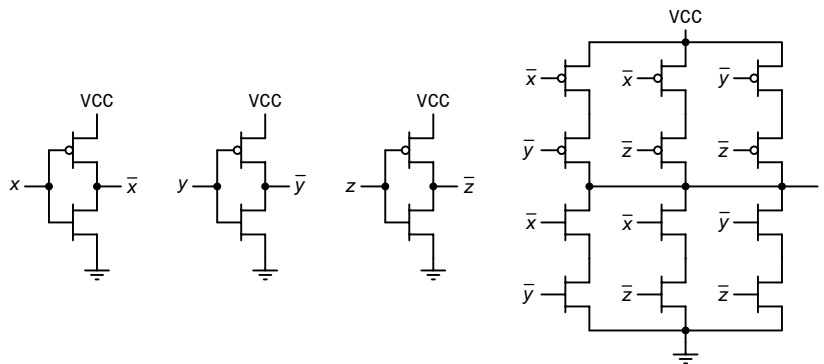 VCC
x̅ x̅ y̅
VCC VCC VCC
y̅ z̅ z̅
x x̅ y y̅ z z̅
x̅ x̅ y̅
y̅ z̅ z̅